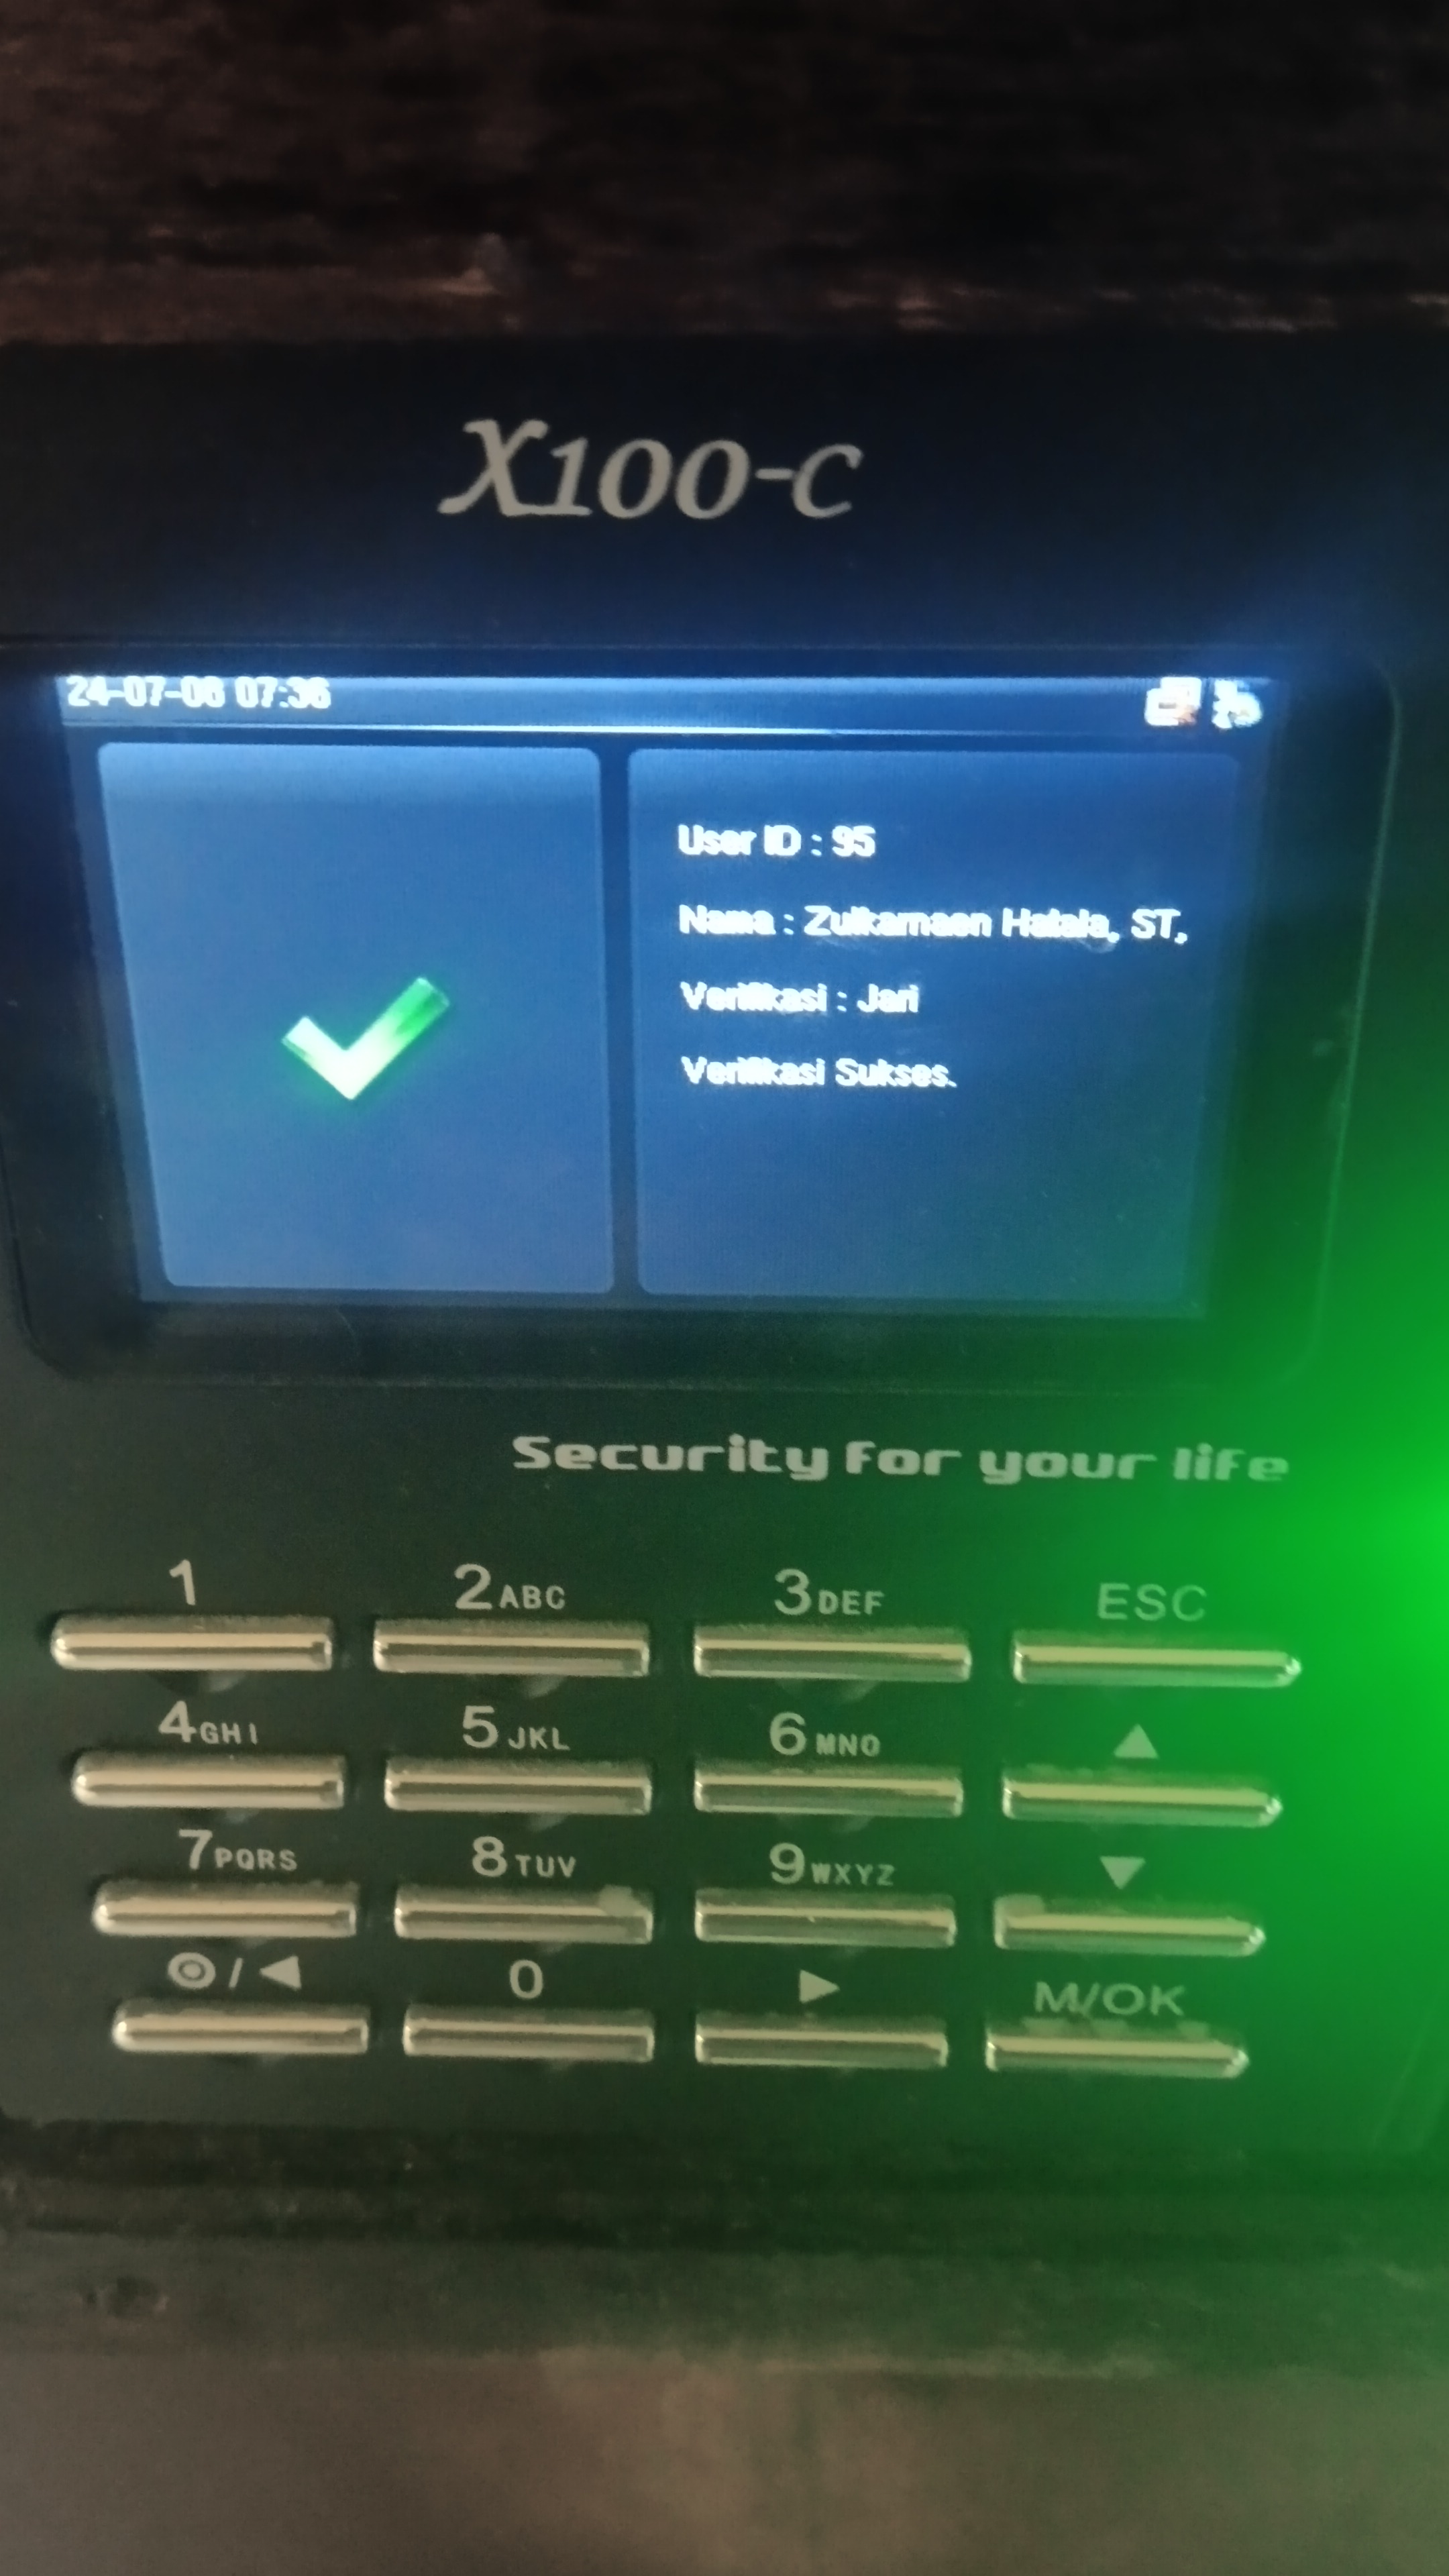 X100-C
24-07-06 07:36
User ID : 95
Nama : Zulkarnaen Hatala, ST,
Verifikasi : Jari
Verifikasi Sukses.
Security for your life
1 2ABC 3DEF ESC
4GHI 5JKL 6MNO ▲
7PQRS 8TUV 9WXYZ ▼
◎/◀ 0 ▶ M/OK